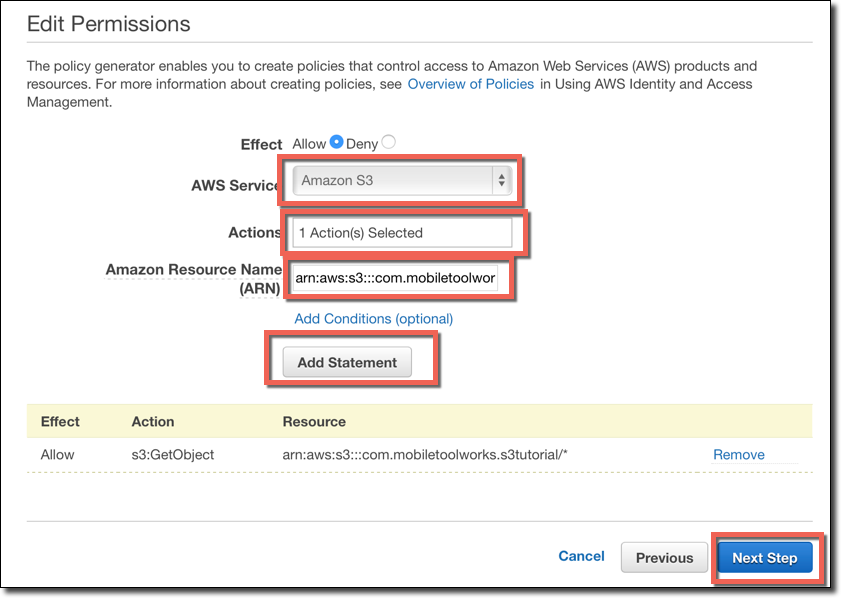 Edit Permissions
The policy generator enables you to create policies that control access to Amazon Web Services (AWS) products and
resources. For more information about creating policies, see Overview of Policies in Using AWS Identity and Access
Management.
Effect Allow Deny
AWS Service Amazon S3
Actions 1 Action(s) Selected
Amazon Resource Name
(ARN) arn:aws:s3:::com.mobiletoolwor
Add Conditions (optional)
Add Statement
Effect Action Resource
Allow s3:GetObject arn:aws:s3:::com.mobiletoolworks.s3tutorial/* Remove
Cancel Previous Next Step